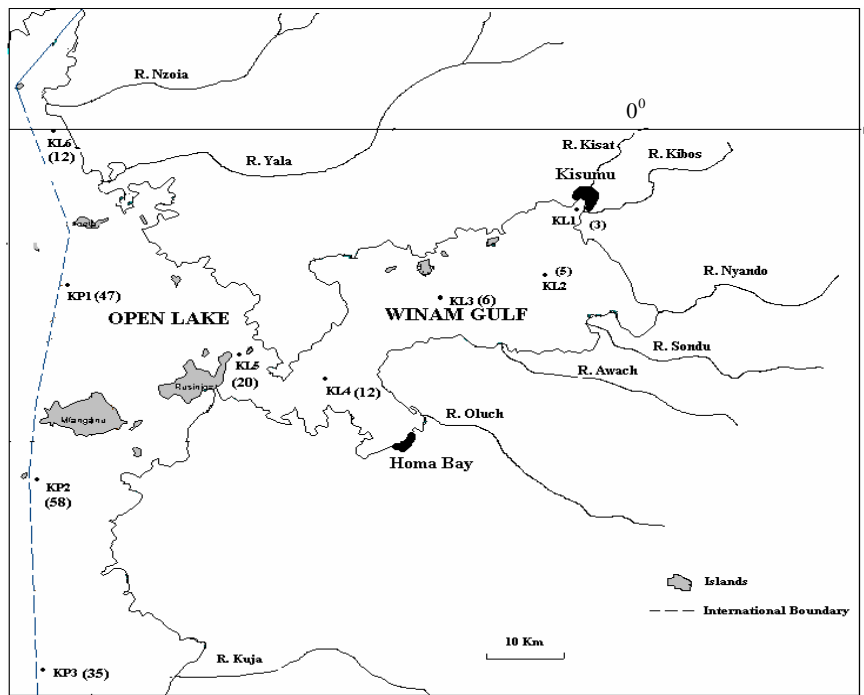 R. Nzoia
0⁰
KL6
(12)
R. Yala
R. Kisat
R. Kibos
Kisumu
KL1
(3)
(5)
KL2
R. Nyando
KP1 (47)
KL3 (6)
OPEN LAKE
WINAM GULF
R. Sondu
KL5
(20)
R. Awach
Rusinga
KL4 (12)
Mfanganu
R. Oluch
Homa Bay
KP2
(58)
Islands
International Boundary
10 Km
R. Kuja
KP3 (35)